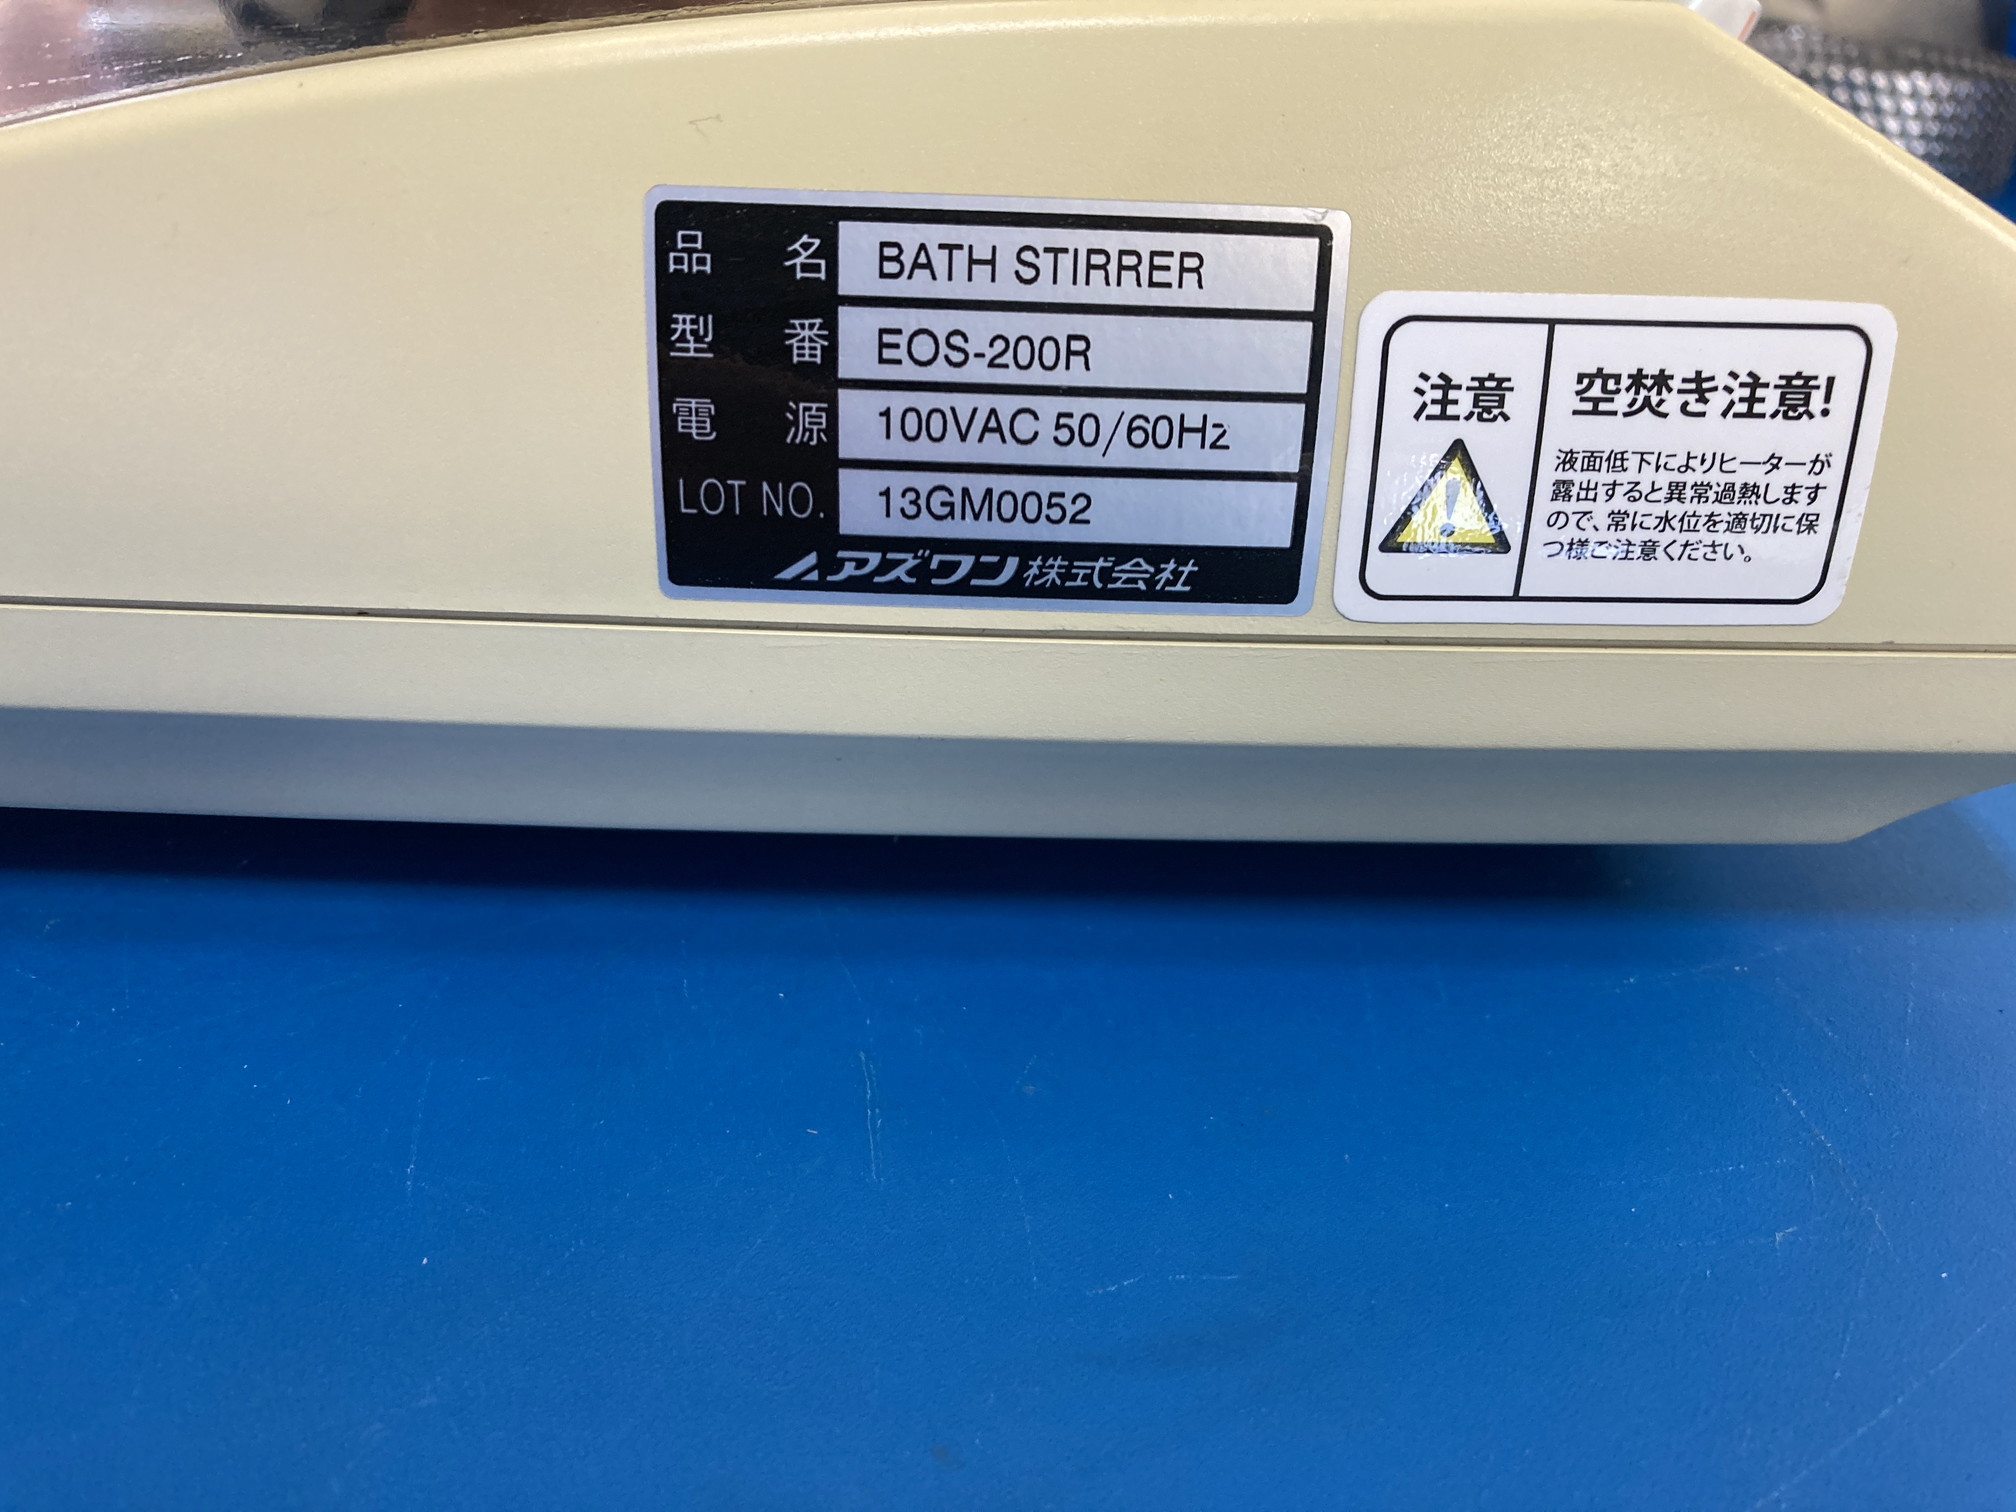 品名 BATH STIRRER
型番 EOS-200R
電源 100VAC 50/60Hz
LOT NO. 13GM0052
アズワン株式会社
注意
空焚き注意!
液面低下によりヒーターが
露出すると異常過熱します
ので、常に水位を適切に保
つ様ご注意ください。